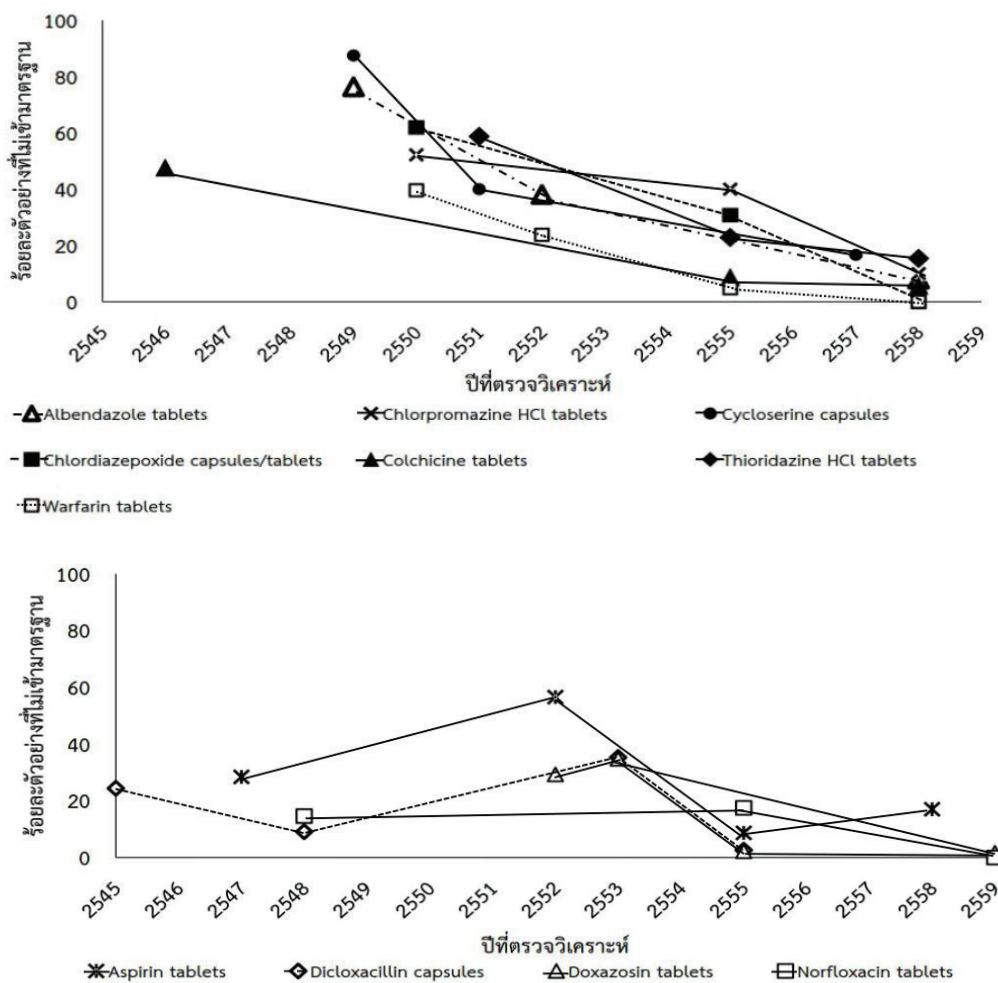 100
80
60
40
20
0
ร้อยละตัวอย่างที่ไม่เข้ามาตรฐาน
2545 2546 2547 2548 2549 2550 2551 2552 2553 2554 2555 2556 2557 2558 2559
ปีที่ตรวจวิเคราะห์
Albendazole tablets Chlorpromazine HCl tablets Cycloserine capsules
Chlordiazepoxide capsules/tablets Colchicine tablets Thioridazine HCl tablets
Warfarin tablets
100
80
60
40
20
0
ร้อยละตัวอย่างที่ไม่เข้ามาตรฐาน
2545 2546 2547 2548 2549 2550 2551 2552 2553 2554 2555 2556 2557 2558 2559
ปีที่ตรวจวิเคราะห์
Aspirin tablets Dicloxacillin capsules Doxazosin tablets Norfloxacin tablets